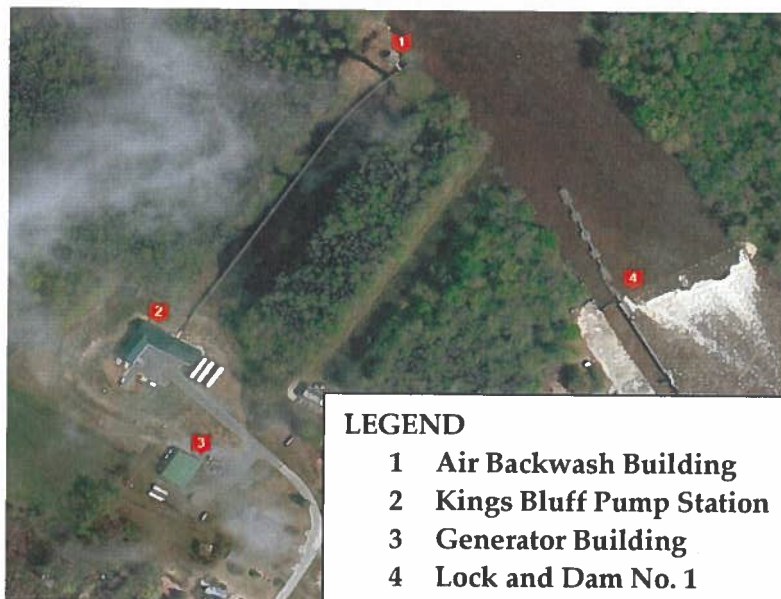 1
2
4
3
LEGEND
1 Air Backwash Building
2 Kings Bluff Pump Station
3 Generator Building
4 Lock and Dam No. 1